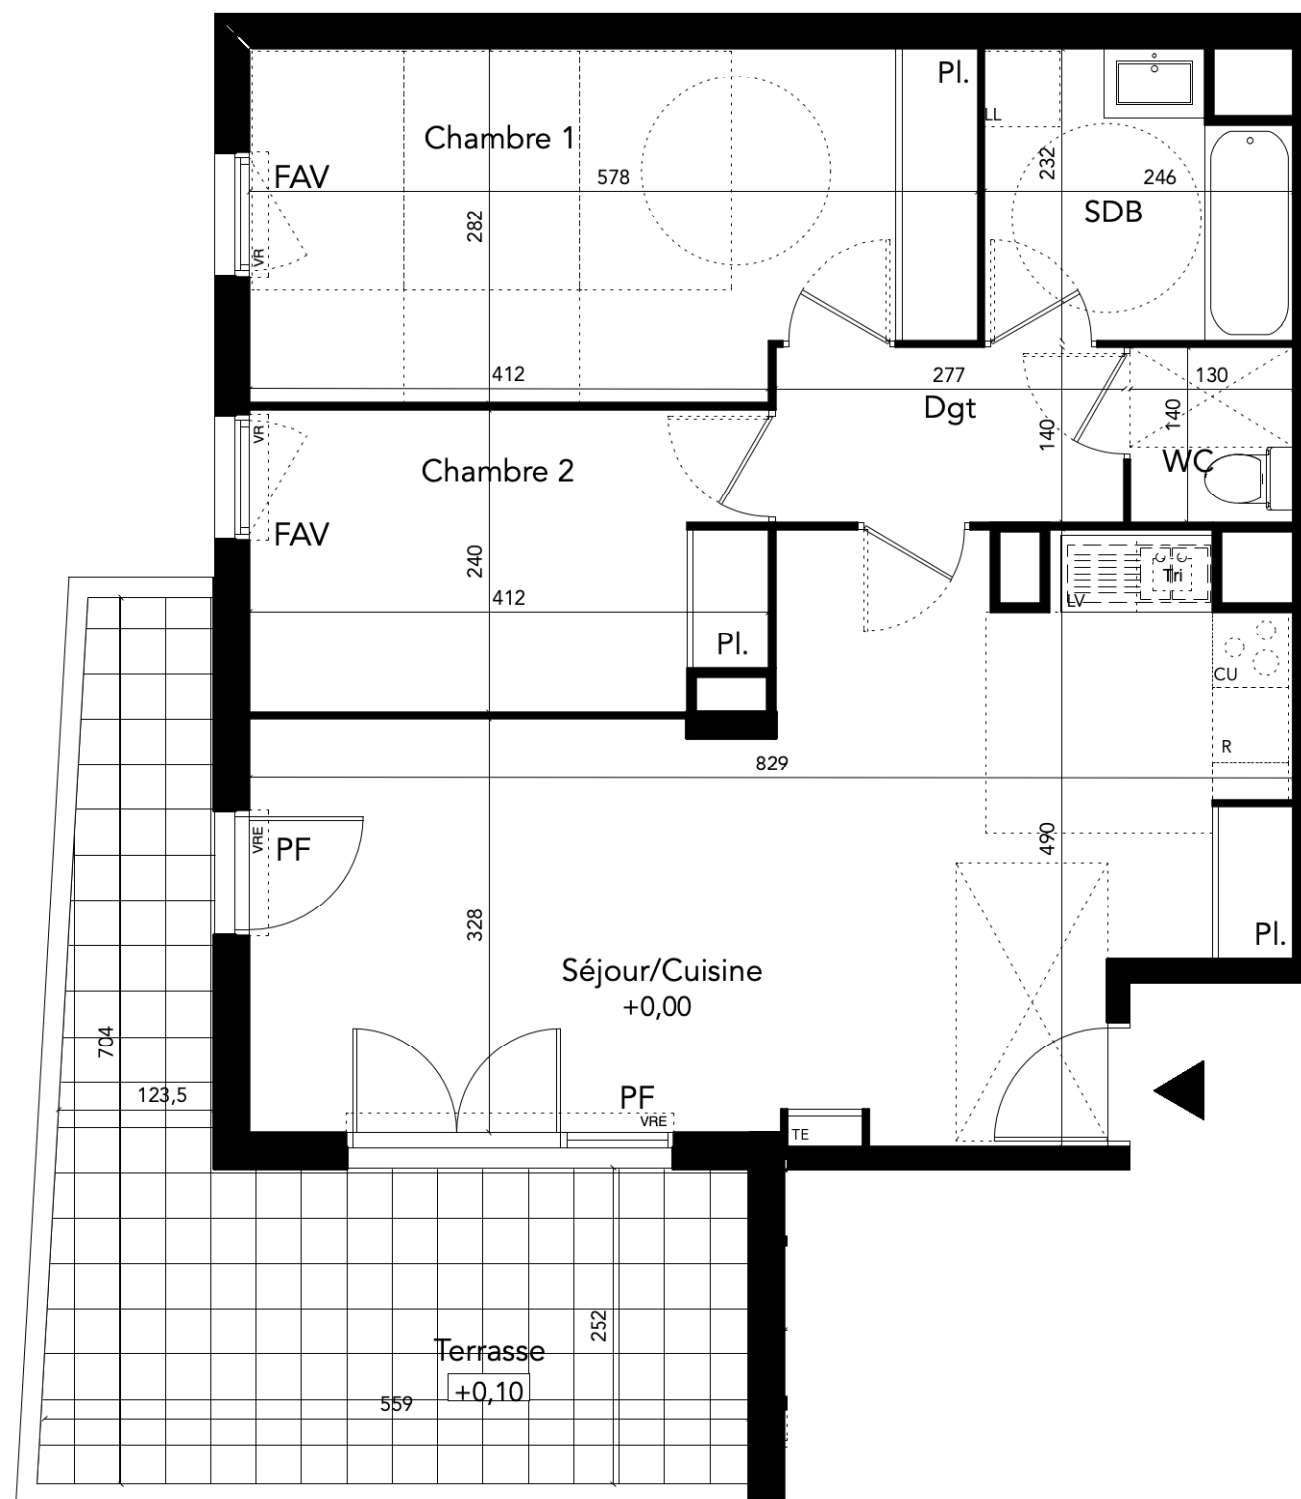 Pl.
LL
Chambre 1
232
FAV
578
246
SDB
282
VR
412
277
130
Dgt
140
140
VR
Chambre 2
WC
FAV
240
Tri
412
LV
Pl.
CU
R
829
VRE
PF
490
328
Pl.
Séjour/Cuisine
+0,00
704
123,5
PF
VRE
TE
252
Terrasse
+0,10
559